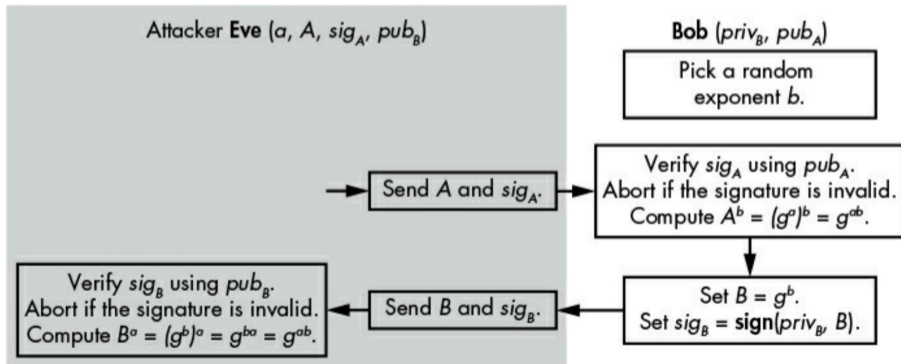 Attacker Eve (a, A, sig_A, pub_B)
Bob (priv_B, pub_A)
Pick a random
exponent b.
Send A and sig_A.
Verify sig_A using pub_A.
Abort if the signature is invalid.
Compute A^b = (g^a)^b = g^ab.
Set B = g^b.
Set sig_B = sign(priv_B, B).
Send B and sig_B.
Verify sig_B using pub_B.
Abort if the signature is invalid.
Compute B^a = (g^b)^a = g^ba = g^ab.